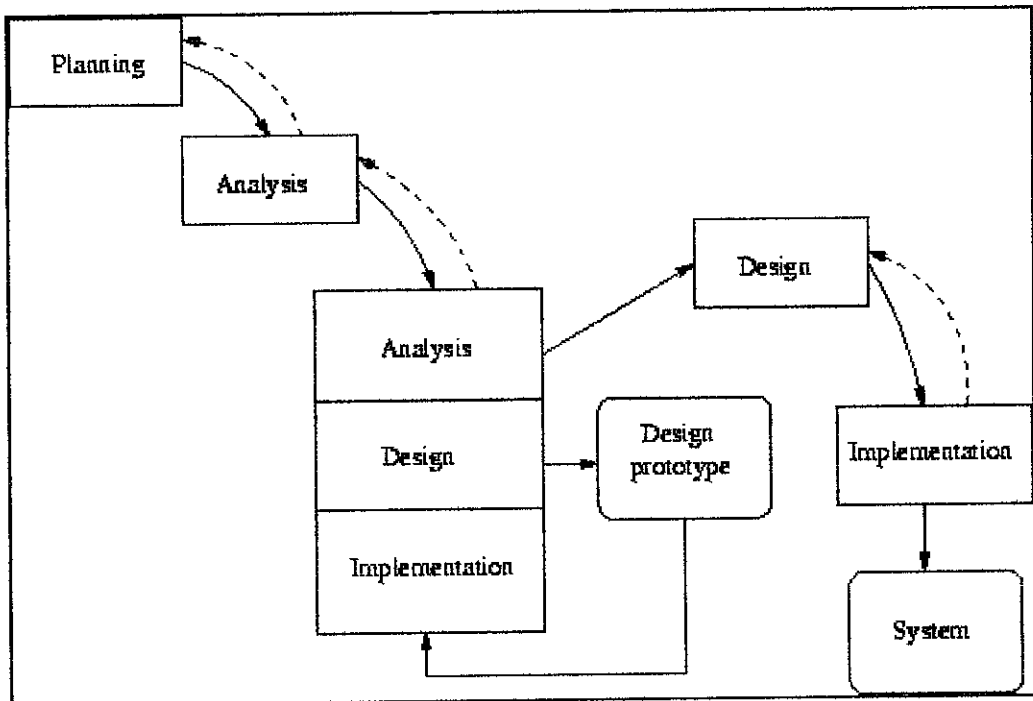 Planning
Analysis
Design
Analysis
Design
prototype
Implementation
Design
Implementation
System